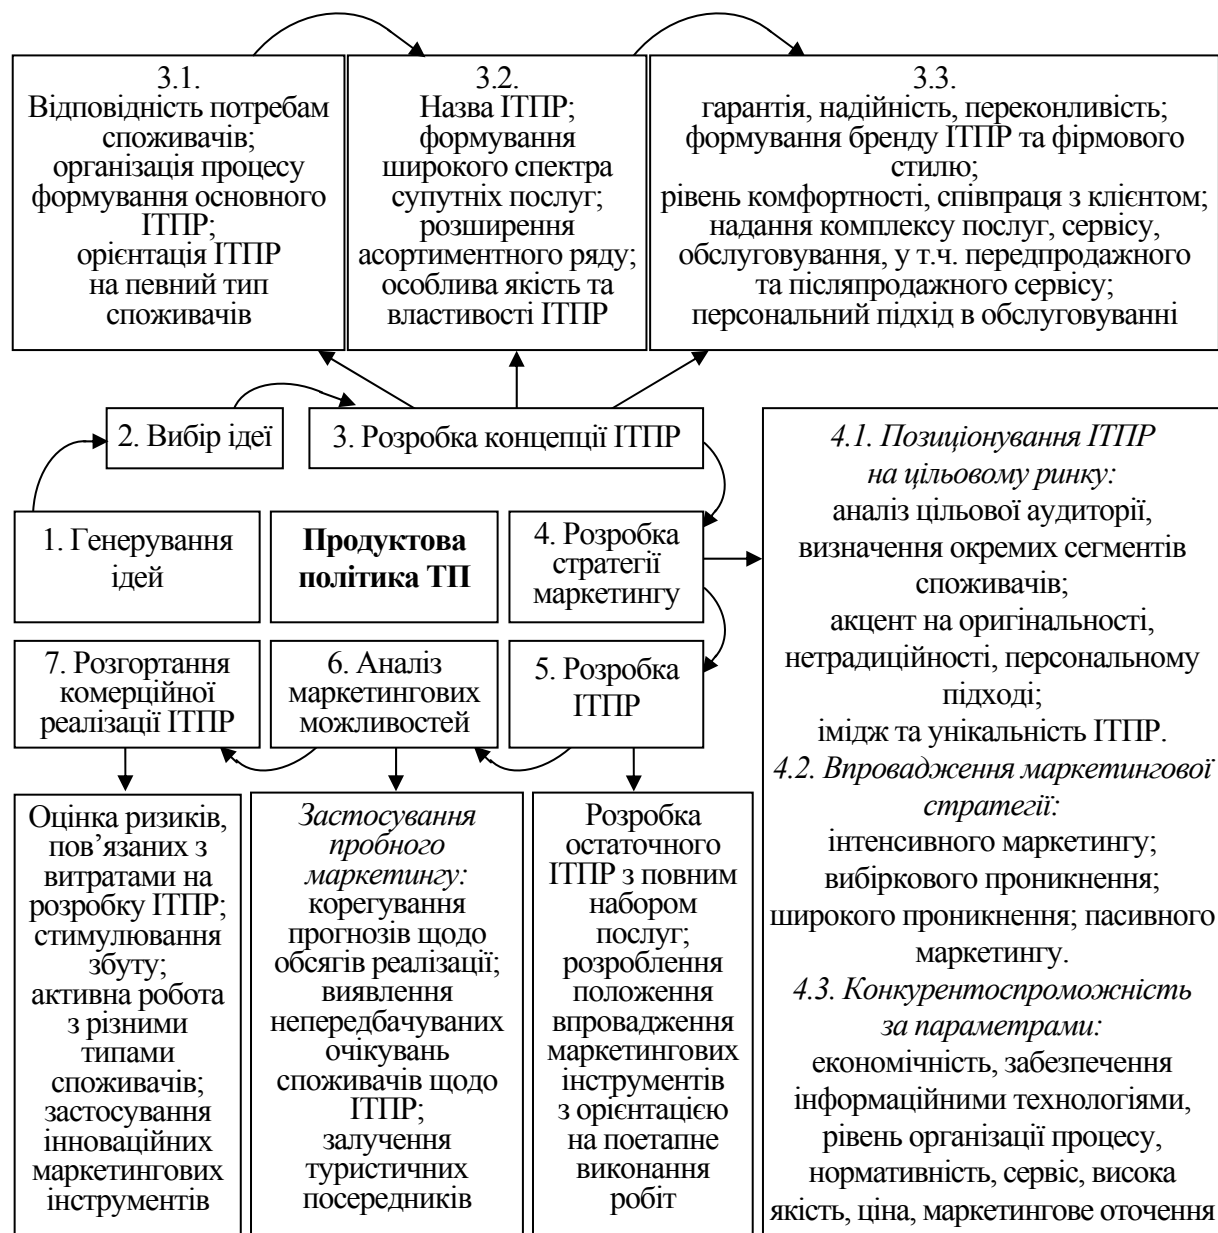 3.1.
Відповідність потребам
споживачів;
організація процесу
формування основного
ІТПР;
орієнтація ІТПР
на певний тип
споживачів
3.2.
Назва ІТПР;
формування
широкого спектра
супутніх послуг;
розширення
асортиментного ряду;
особлива якість та
властивості ІТПР
3.3.
гарантія, надійність, переконливість;
формування бренду ІТПР та фірмового
стилю;
рівень комфортності, співпраця з клієнтом;
надання комплексу послуг, сервісу,
обслуговування, у т.ч. передпродажного
та післяпродажного сервісу;
персональний підхід в обслуговуванні
2. Вибір ідеї
3. Розробка концепції ІТПР
1. Генерування
ідей
Продуктова
політика ТП
4. Розробка
стратегії
маркетингу
7. Розгортання
комерційної
реалізації ІТПР
6. Аналіз
маркетингових
можливостей
5. Розробка
ІТПР
4.1. Позиціонування ІТПР
на цільовому ринку:
аналіз цільової аудиторії,
визначення окремих сегментів
споживачів;
акцент на оригінальності,
нетрадиційності, персональному
підході;
імідж та унікальність ІТПР.
4.2. Впровадження маркетингової
стратегії:
інтенсивного маркетингу;
вибіркового проникнення;
широкого проникнення; пасивного
маркетингу.
4.3. Конкурентоспроможність
за параметрами:
економічність, забезпечення
інформаційними технологіями,
рівень організації процесу,
нормативність, сервіс, висока
якість, ціна, маркетингове оточення
Оцінка ризиків,
пов’язаних з
витратами на
розробку ІТПР;
стимулювання
збуту;
активна робота
з різними
типами
споживачів;
застосування
інноваційних
маркетингових
інструментів
Застосування
пробного
маркетингу:
корегування
прогнозів щодо
обсягів реалізації;
виявлення
непередбачуваних
очікувань
споживачів щодо
ІТПР;
залучення
туристичних
посередників
Розробка
остаточного
ІТПР з повним
набором
послуг;
розроблення
положення
впровадження
маркетингових
інструментів
з орієнтацією
на поетапне
виконання
робіт